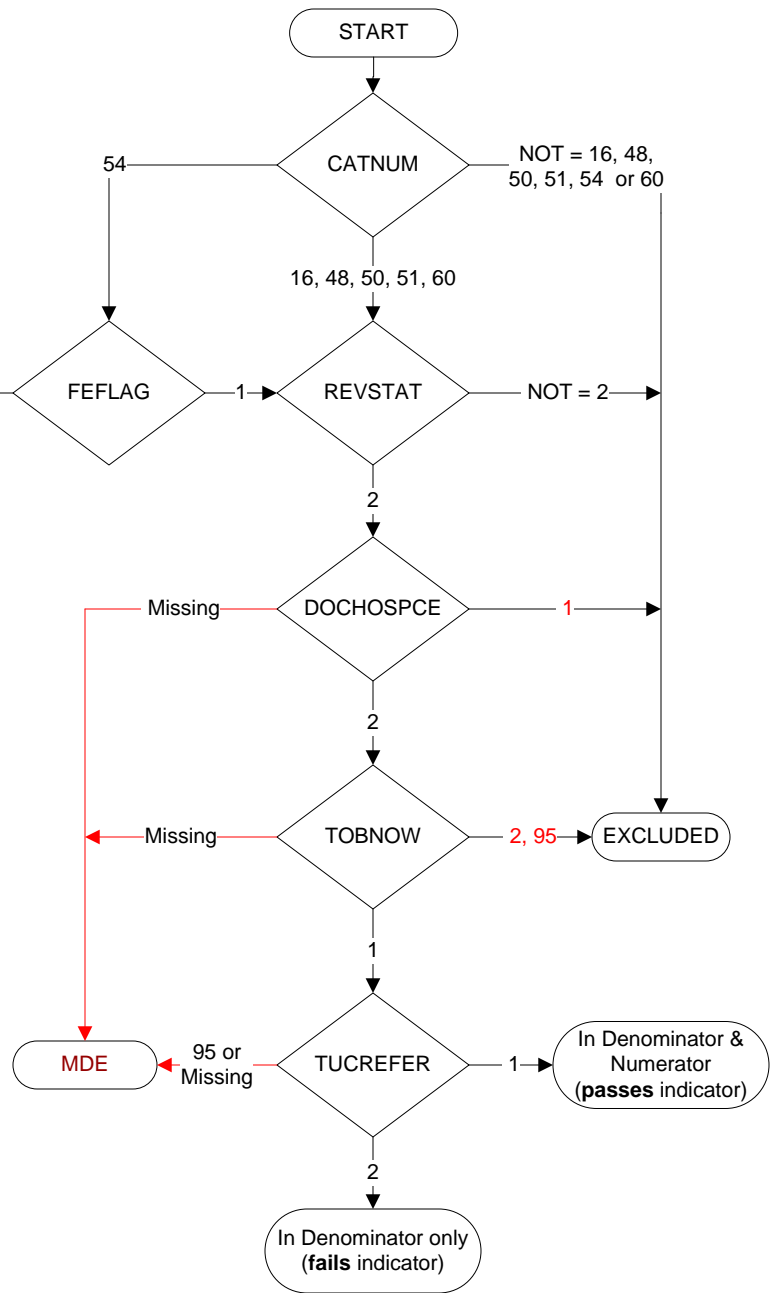 START
CATNUM
54
NOT = 16, 48,
50, 51, 54 or 60
16, 48, 50, 51, 60
FEFLAG
1
REVSTAT
NOT = 2
2
Missing
DOCHOSPCE
1
2
Missing
TOBNOW
2, 95
EXCLUDED
1
MDE
95 or
Missing
TUCREFER
1
In Denominator &
Numerator
(passes indicator)
2
In Denominator only
(fails indicator)